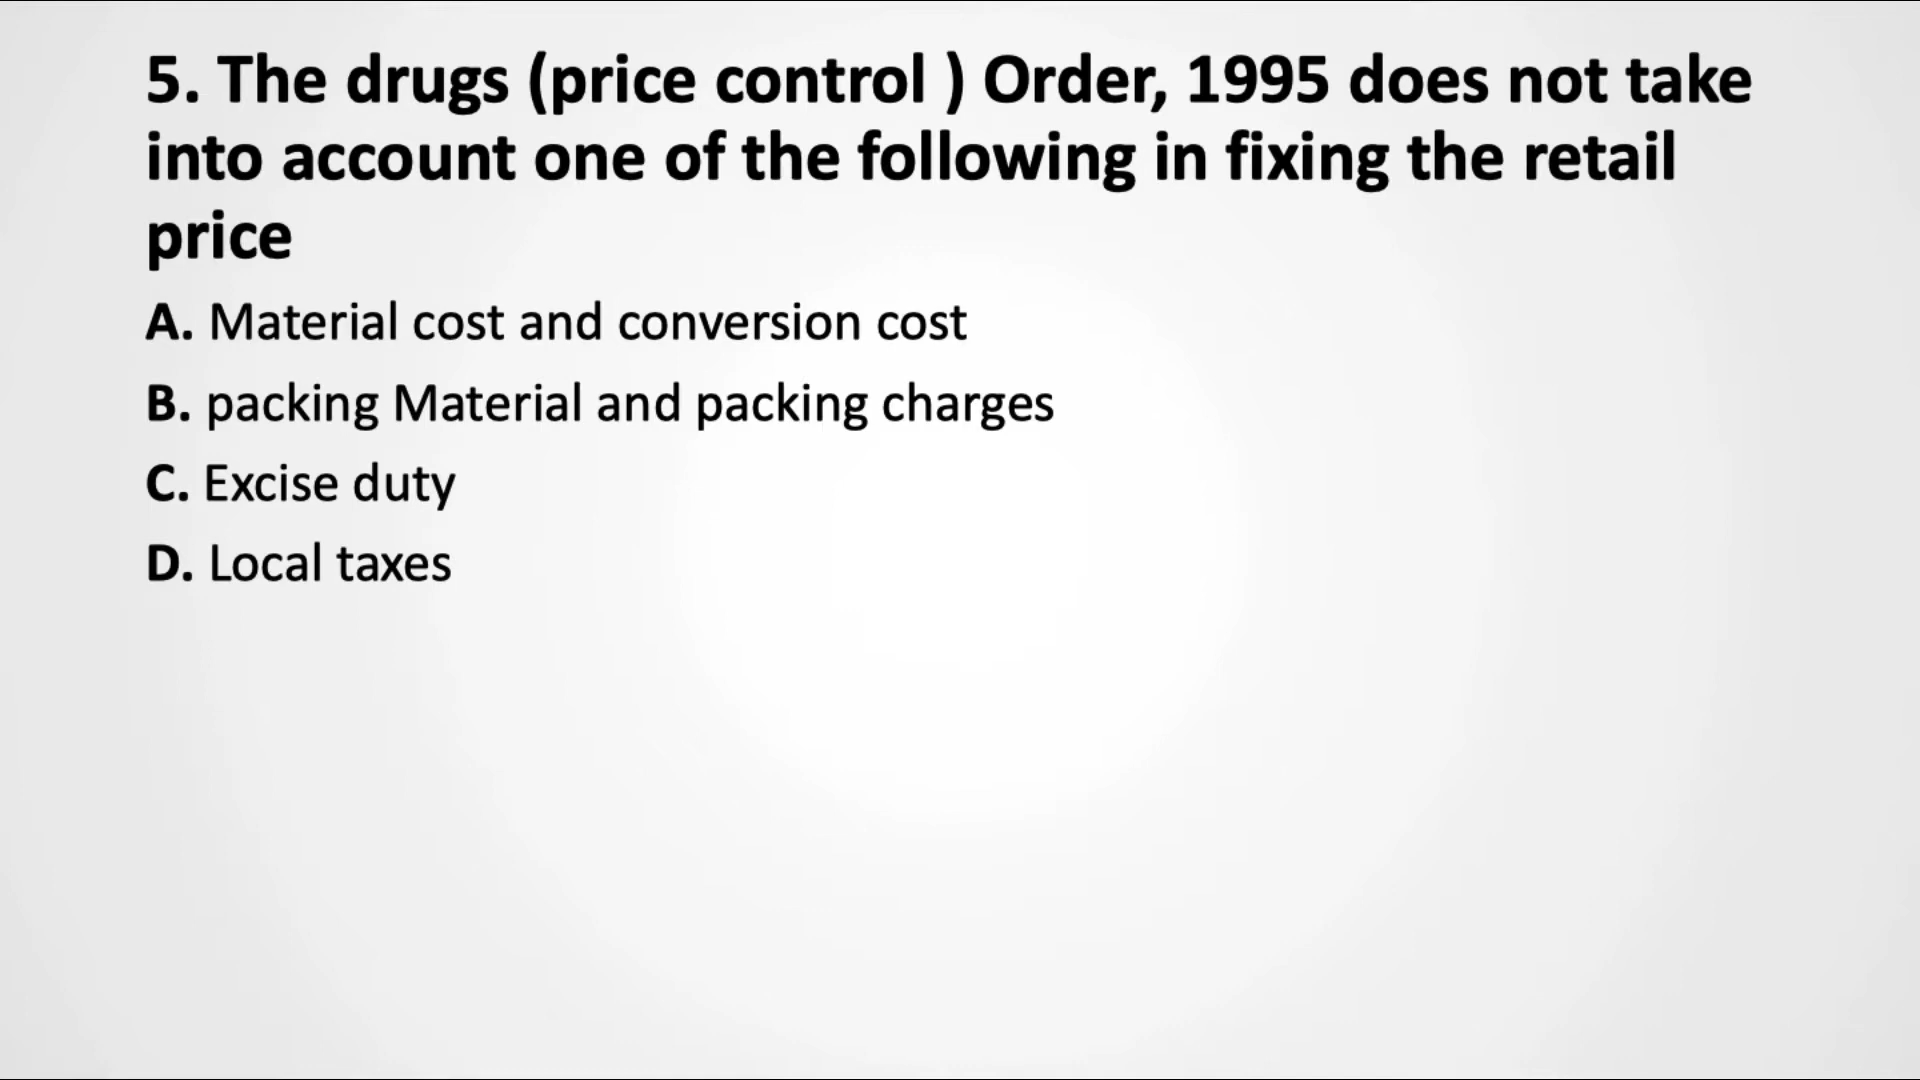 5. The drugs (price control ) Order, 1995 does not take
into account one of the following in fixing the retail
price
A. Material cost and conversion cost
B. packing Material and packing charges
C. Excise duty
D. Local taxes